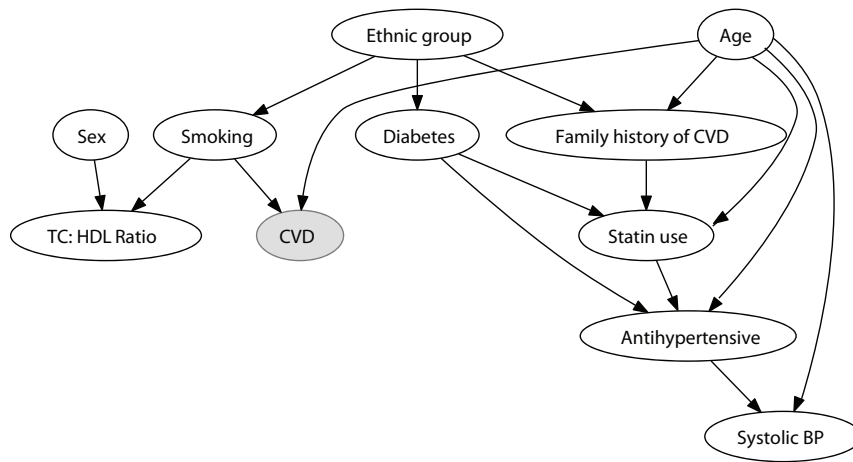 Ethnic group
Age
Sex
Smoking
Diabetes
Family history of CVD
TC: HDL Ratio
CVD
Statin use
Antihypertensive
Systolic BP